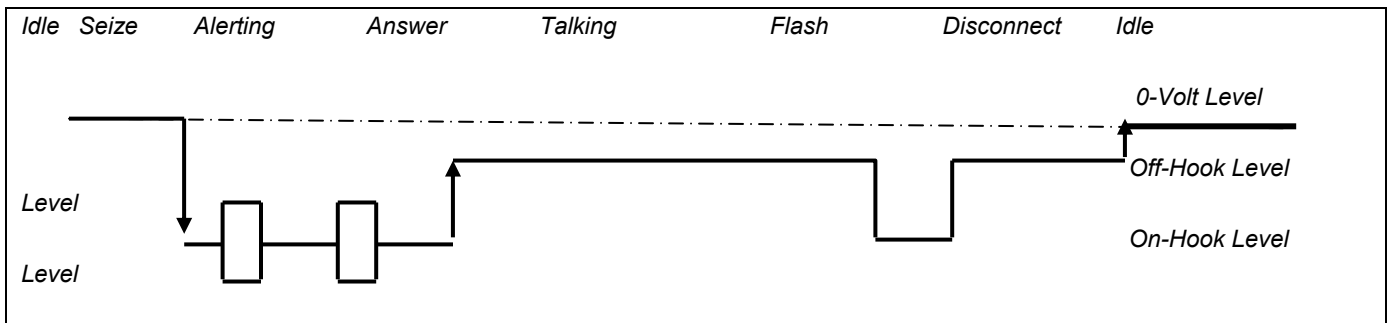 Idle Seize Alerting Answer Talking Flash Disconnect Idle
0-Volt Level
Off-Hook Level
Level
On-Hook Level
Level